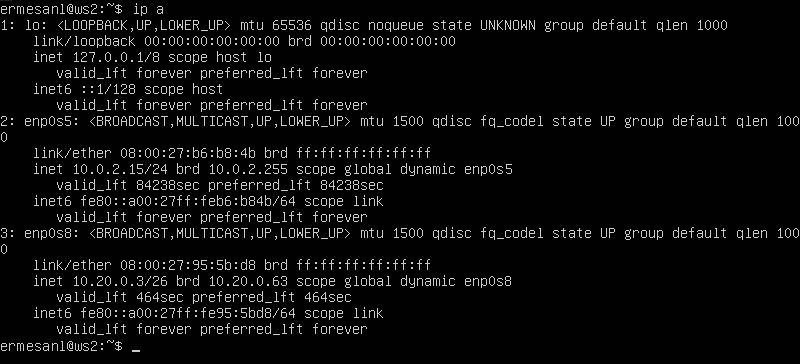 ermesanl@ws2:~$ ip a
1: lo: <LOOPBACK,UP,LOWER_UP> mtu 65536 qdisc noqueue state UNKNOWN group default qlen 1000
    link/loopback 00:00:00:00:00:00 brd 00:00:00:00:00:00
    inet 127.0.0.1/8 scope host lo
       valid_lft forever preferred_lft forever
    inet6 ::1/128 scope host
       valid_lft forever preferred_lft forever
2: enp0s5: <BROADCAST,MULTICAST,UP,LOWER_UP> mtu 1500 qdisc fq_codel state UP group default qlen 100
0
    link/ether 08:00:27:b6:b8:4b brd ff:ff:ff:ff:ff:ff
    inet 10.0.2.15/24 brd 10.0.2.255 scope global dynamic enp0s5
       valid_lft 84238sec preferred_lft 84238sec
    inet6 fe80::a00:27ff:feb6:b84b/64 scope link
       valid_lft forever preferred_lft forever
3: enp0s8: <BROADCAST,MULTICAST,UP,LOWER_UP> mtu 1500 qdisc fq_codel state UP group default qlen 100
0
    link/ether 08:00:27:95:5b:d8 brd ff:ff:ff:ff:ff:ff
    inet 10.20.0.3/26 brd 10.20.0.63 scope global dynamic enp0s8
       valid_lft 464sec preferred_lft 464sec
    inet6 fe80::a00:27ff:fe95:5bd8/64 scope link
       valid_lft forever preferred_lft forever
ermesanl@ws2:~$ _